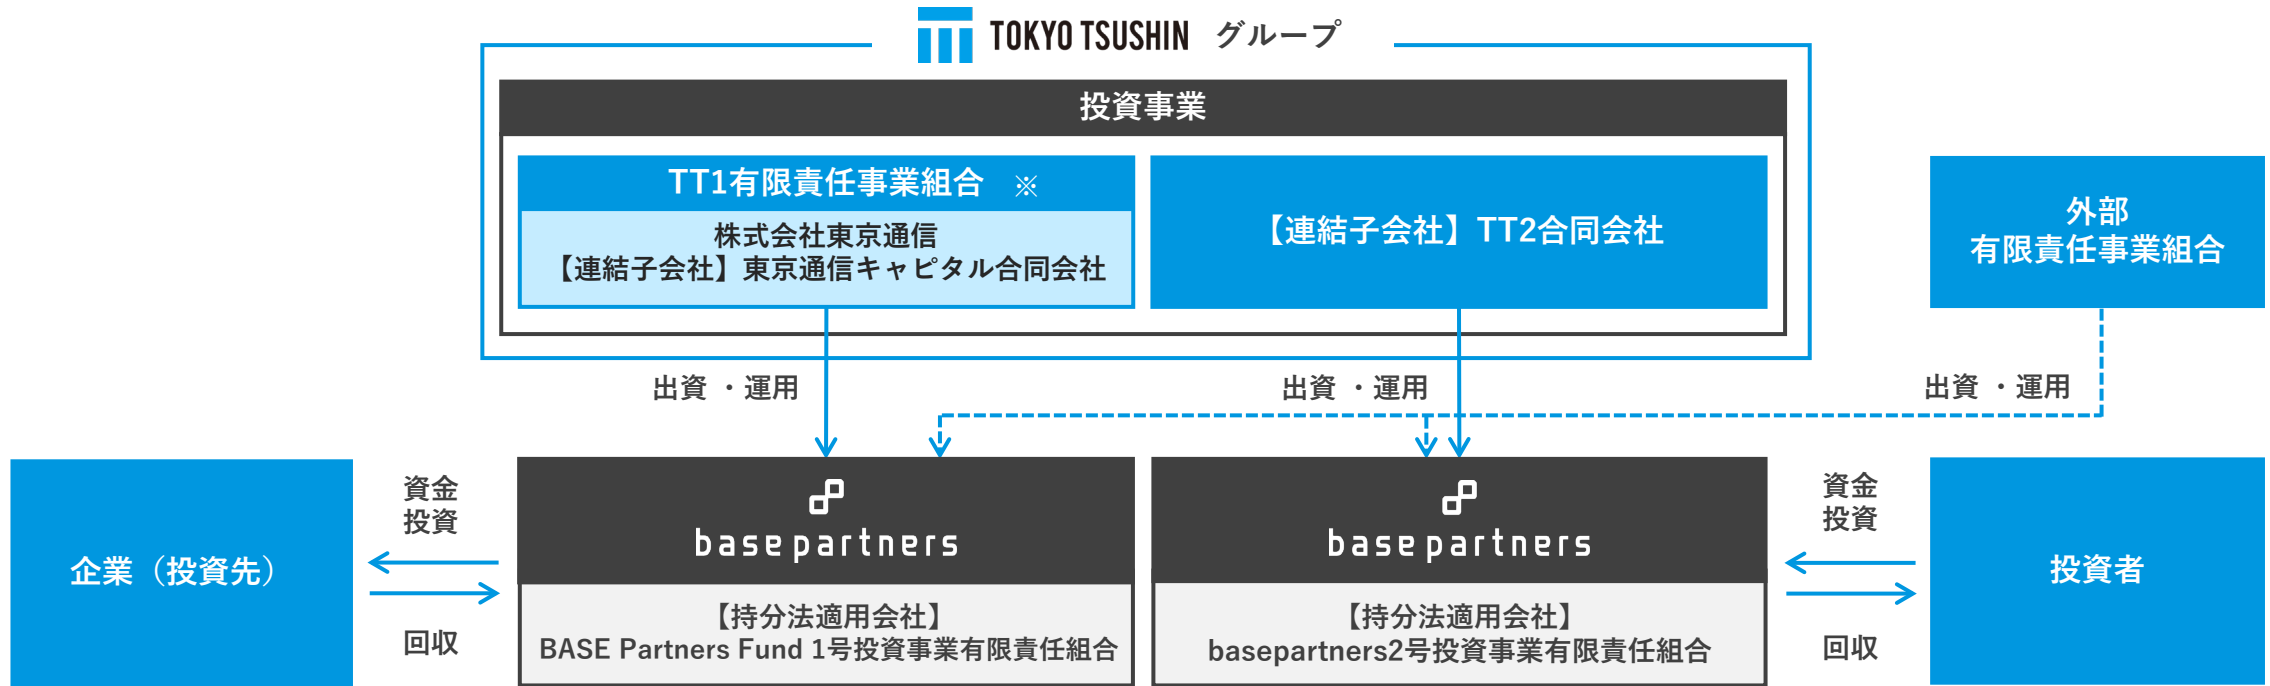 TOKYO TSUSHIN グループ
投資事業
TT1有限責任事業組合 ※
株式会社東京通信
【連結子会社】東京通信キャピタル合同会社
【連結子会社】TT2合同会社
外部
有限責任事業組合
出資 ・運用
出資 ・運用
出資 ・運用
企業（投資先）
資金
投資
回収
basepartners
【持分法適用会社】
BASE Partners Fund 1号投資事業有限責任組合
basepartners
【持分法適用会社】
basepartners2号投資事業有限責任組合
資金
投資
回収
投資者